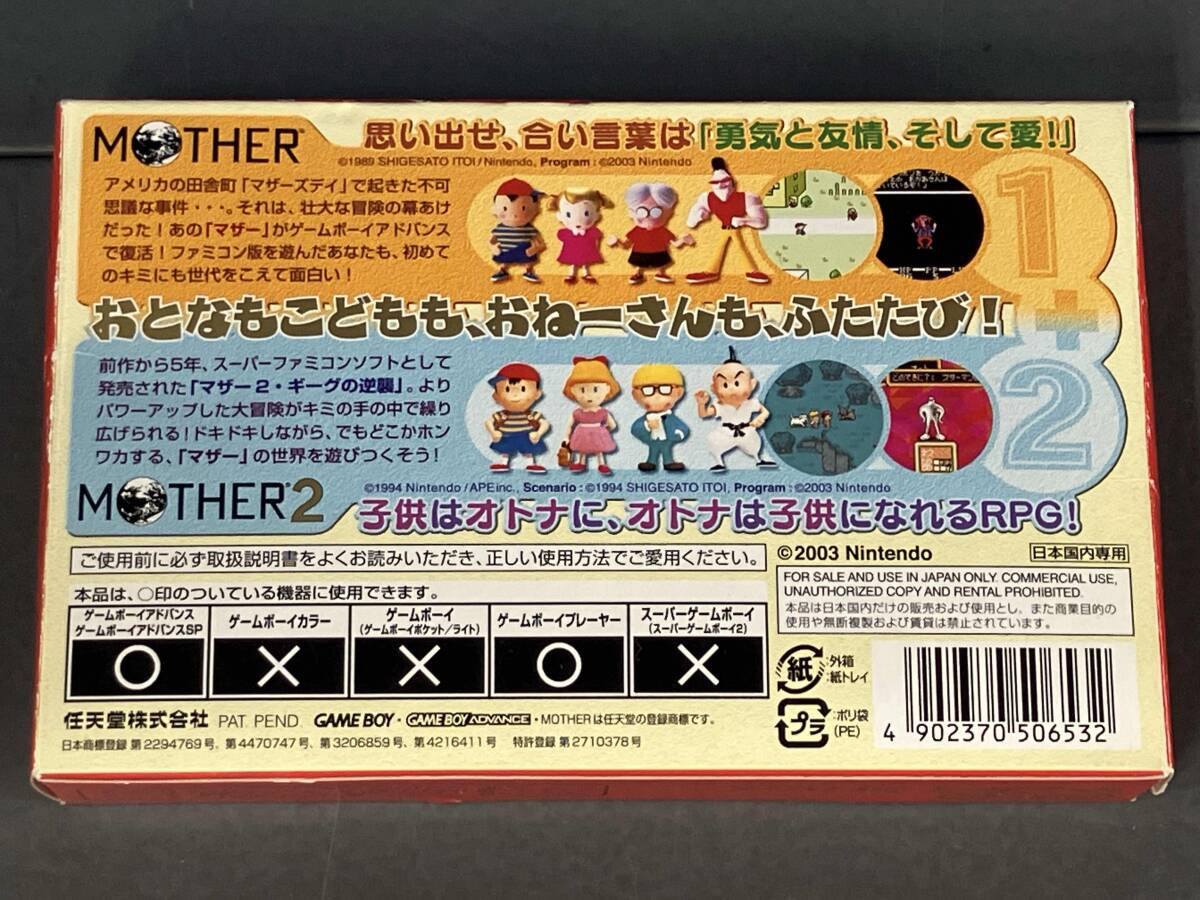 MOTHER®
思い出せ、合い言葉は「勇気と友情、そして愛!」
©1989 SHIGESATO ITOI/Nintendo, Program : ©2003 Nintendo
アメリカの田舎町「マザーズデイ」で起きた不可
思議な事件・・・。それは、壮大な冒険の幕あけ
だった!あの「マザー」がゲームボーイアドバンス
で復活!ファミコン版を遊んだあなたも、初めて
のキミにも世代をこえて面白い!
1
+
2
おとなもこどもも、おねーさんも、ふたたび!
前作から5年、スーパーファミコンソフトとして
発売された「マザー2・ギーグの逆襲」。より
パワーアップした大冒険がキミの手の中で繰り
広げられる!ドキドキしながら、でもどこかホン
ワカする、「マザー」の世界を遊びつくそう!
©1994 Nintendo/APE inc., Scenario : ©1994 SHIGESATO ITOI, Program : ©2003 Nintendo
MOTHER®2
子供はオトナに、オトナは子供になれるRPG!
ご使用前に必ず取扱説明書をよくお読みいただき、正しい使用方法でご愛用ください。
©2003 Nintendo
日本国内専用
FOR SALE AND USE IN JAPAN ONLY. COMMERCIAL USE,
UNAUTHORIZED COPY AND RENTAL PROHIBITED.
本品は日本国内だけの販売および使用とし、また商業目的の
使用や無断複製および賃貸は禁止されています。
本品は、○印のついている機器に使用できます。
ゲームボーイアドバンス
ゲームボーイアドバンスSP
○
ゲームボーイカラー
×
ゲームボーイ
(ゲームボーイポケット/ライト)
×
ゲームボーイプレーヤー
○
スーパーゲームボーイ
(スーパーゲームボーイ2)
×
紙
:外箱
:紙トレイ
プラ
:ポリ袋
(PE)
4 902370 506532
任天堂株式会社 PAT. PEND. GAME BOY・GAME BOY ADVANCE・MOTHERは任天堂の登録商標です。
日本商標登録 第2294769号、第4470747号、第3206859号、第4216411号 特許登録 第2710378号